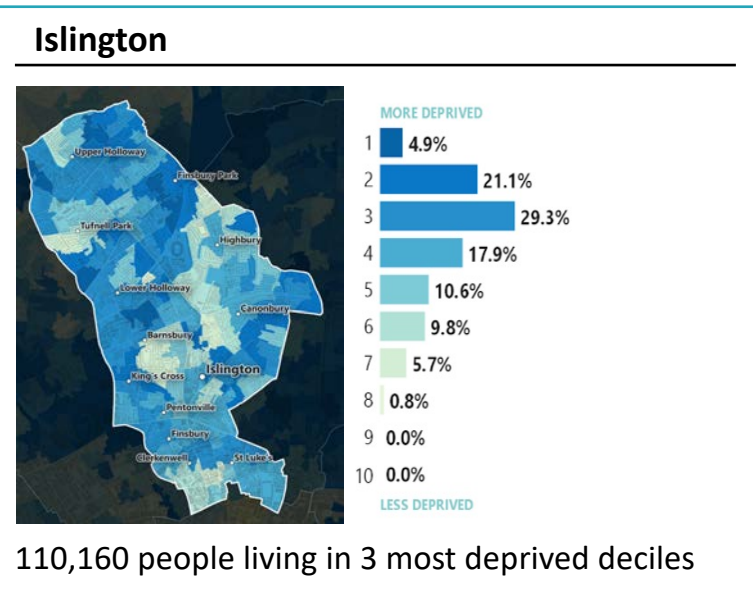 Islington
Upper Holloway
Finsbury Park
Tufnell Park
Highbury
Lower Holloway
Canonbury
Barnsbury
Islington
King's Cross
Pentonville
Finsbury
Clerkenwell
St Luke's
MORE DEPRIVED
1 4.9%
2 21.1%
3 29.3%
4 17.9%
5 10.6%
6 9.8%
7 5.7%
8 0.8%
9 0.0%
10 0.0%
LESS DEPRIVED
110,160 people living in 3 most deprived deciles